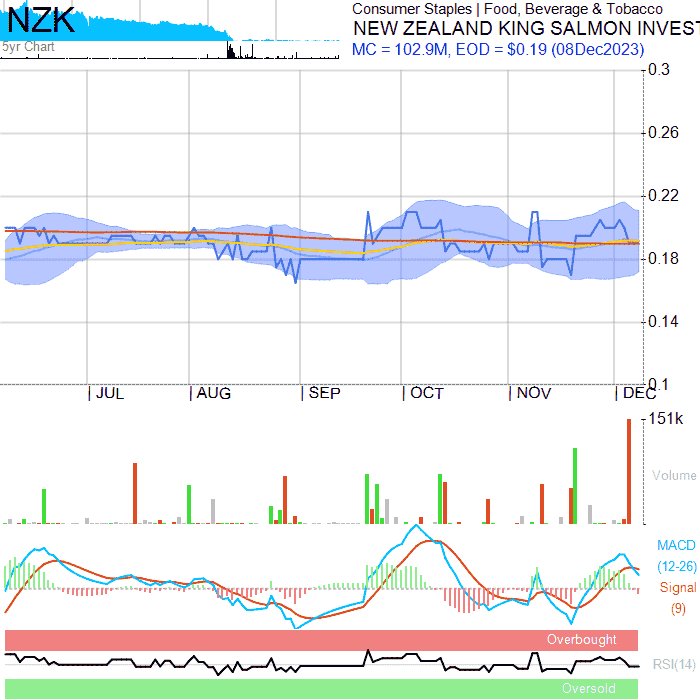 NZK
5yr Chart
Consumer Staples | Food, Beverage & Tobacco
NEW ZEALAND KING SALMON INVEST
MC = 102.9M, EOD = $0.19 (08Dec2023)
0.3
0.26
0.22
0.18
0.14
0.1
JUL AUG SEP OCT NOV DEC
151k
Volume
MACD
(12-26)
Signal
(9)
Overbought
RSI(14)
Oversold